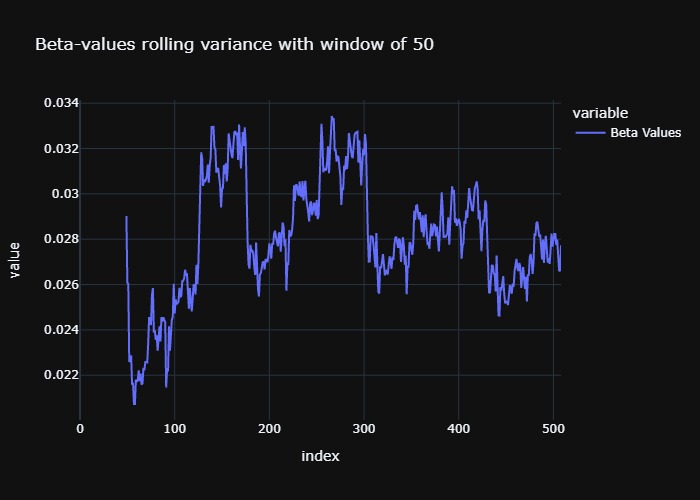 Beta-values rolling variance with window of 50
0.034
0.032
0.03
0.028
0.026
0.024
0.022
value
0
100
200
300
400
500
index
variable
Beta Values